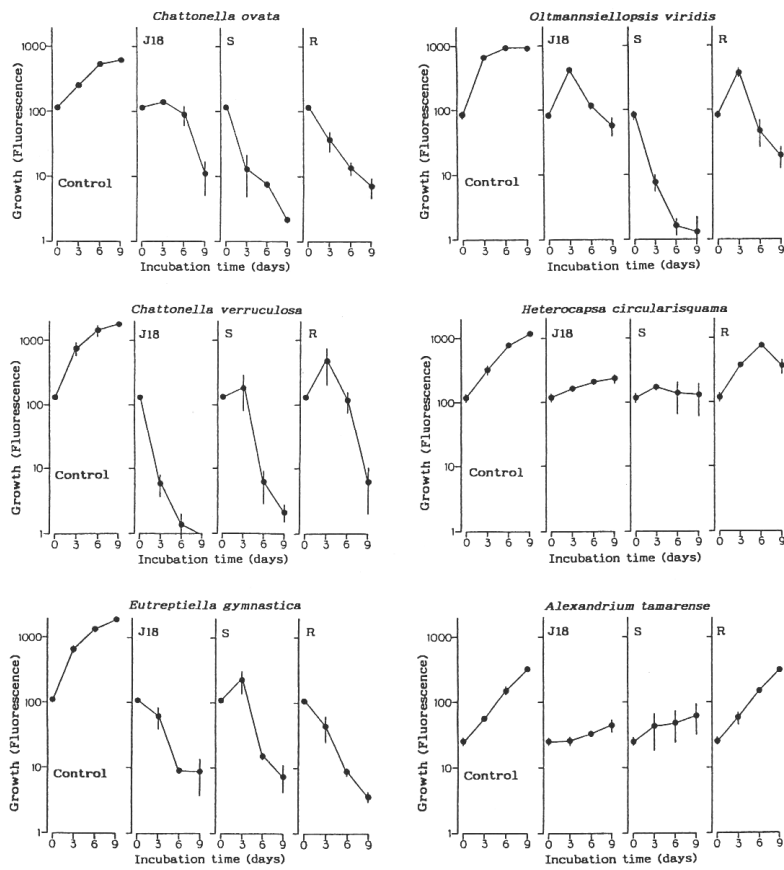 Chattonella ovata
Growth (Fluorescence)
1000
100
10
1
Control
J18
S
R
0 3 6 9 0 3 6 9 0 3 6 9 0 3 6 9
Incubation time (days)
Oltmannsiellopsis viridis
Growth (Fluorescence)
1000
100
10
1
Control
J18
S
R
0 3 6 9 0 3 6 9 0 3 6 9 0 3 6 9
Incubation time (days)
Chattonella verruculosa
Growth (Fluorescence)
1000
100
10
1
Control
J18
S
R
0 3 6 9 0 3 6 9 0 3 6 9 0 3 6 9
Incubation time (days)
Heterocapsa circularisquama
Growth (Fluorescence)
1000
100
10
1
Control
J18
S
R
0 3 6 9 0 3 6 9 0 3 6 9 0 3 6 9
Incubation time (days)
Eutreptiella gymnastica
Growth (Fluorescence)
1000
100
10
1
Control
J18
S
R
0 3 6 9 0 3 6 9 0 3 6 9 0 3 6 9
Incubation time (days)
Alexandrium tamarense
Growth (Fluorescence)
1000
100
10
1
Control
J18
S
R
0 3 6 9 0 3 6 9 0 3 6 9 0 3 6 9
Incubation time (days)